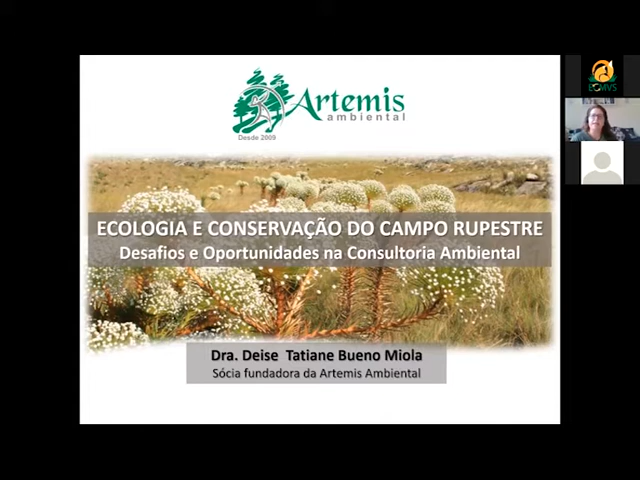 Artemis
ambiental
Desde 2009
ECMVS
ECOLOGIA E CONSERVAÇÃO DO CAMPO RUPESTRE
Desafios e Oportunidades na Consultoria Ambiental
Dra. Deise Tatiane Bueno Miola
Sócia fundadora da Artemis Ambiental